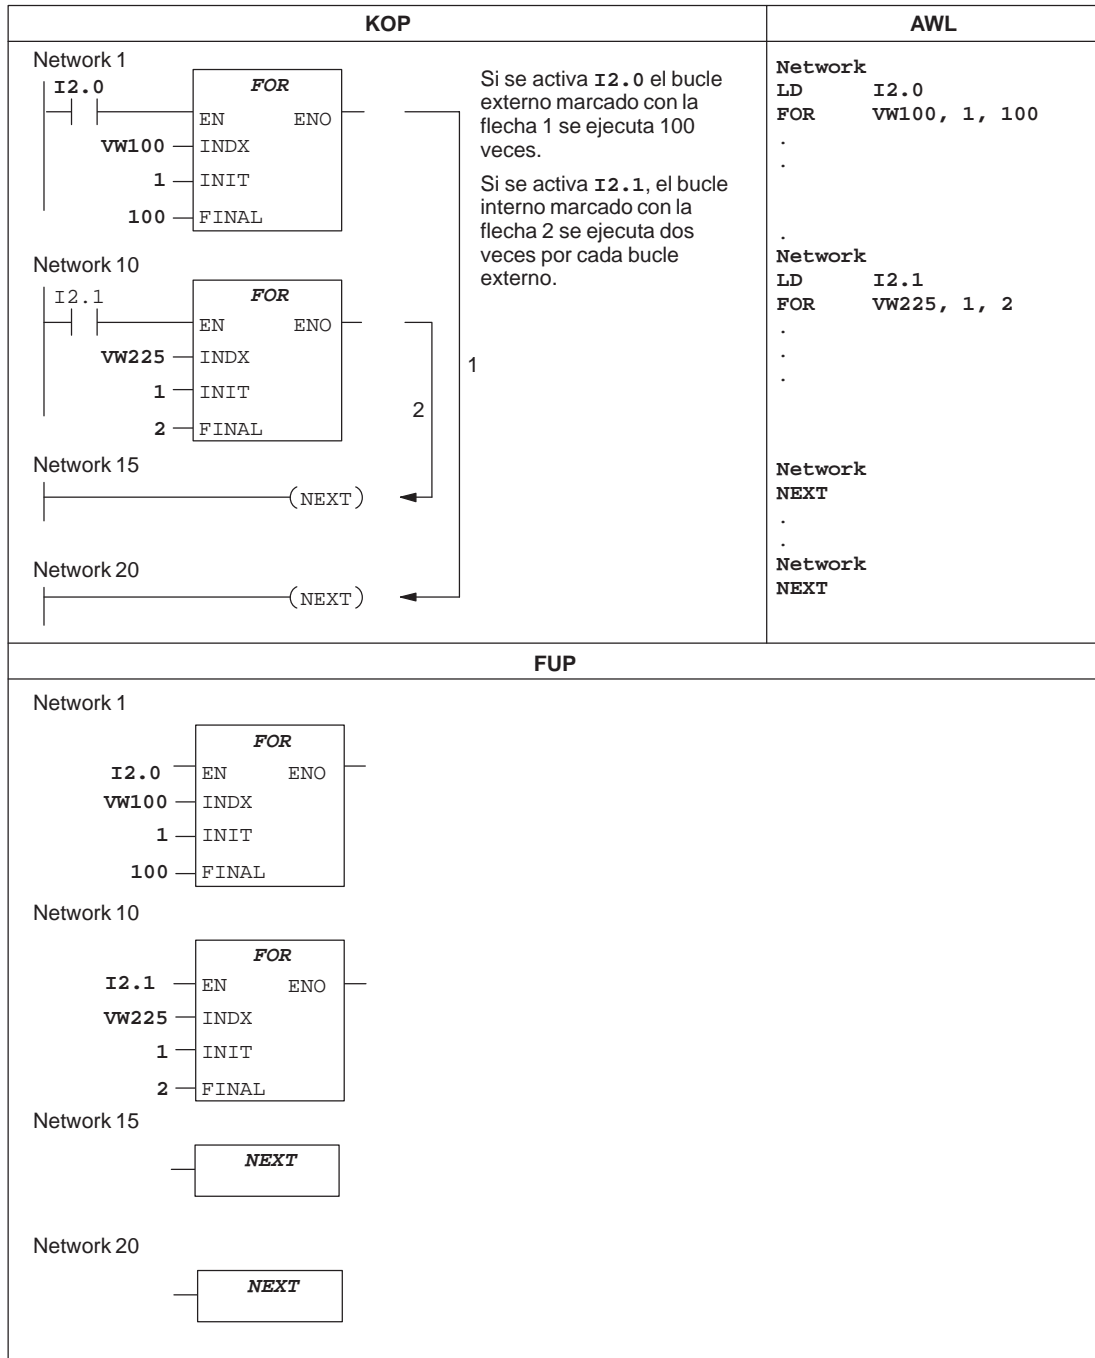 KOP
AWL
Network 1
I2.0
FOR
EN ENO
VW100 INDX
1 INIT
100 FINAL
Si se activa I2.0 el bucle
externo marcado con la
flecha 1 se ejecuta 100
veces.
Si se activa I2.1, el bucle
interno marcado con la
flecha 2 se ejecuta dos
veces por cada bucle
externo.
Network 10
I2.1
FOR
EN ENO
VW225 INDX
1 INIT
2 FINAL
1
2
Network 15
(NEXT)
Network 20
(NEXT)
Network
LD I2.0
FOR VW100, 1, 100
.
.
.
Network
LD I2.1
FOR VW225, 1, 2
.
.
.
Network
NEXT
.
.
Network
NEXT
FUP
Network 1
FOR
I2.0 EN ENO
VW100 INDX
1 INIT
100 FINAL
Network 10
FOR
I2.1 EN ENO
VW225 INDX
1 INIT
2 FINAL
Network 15
NEXT
Network 20
NEXT